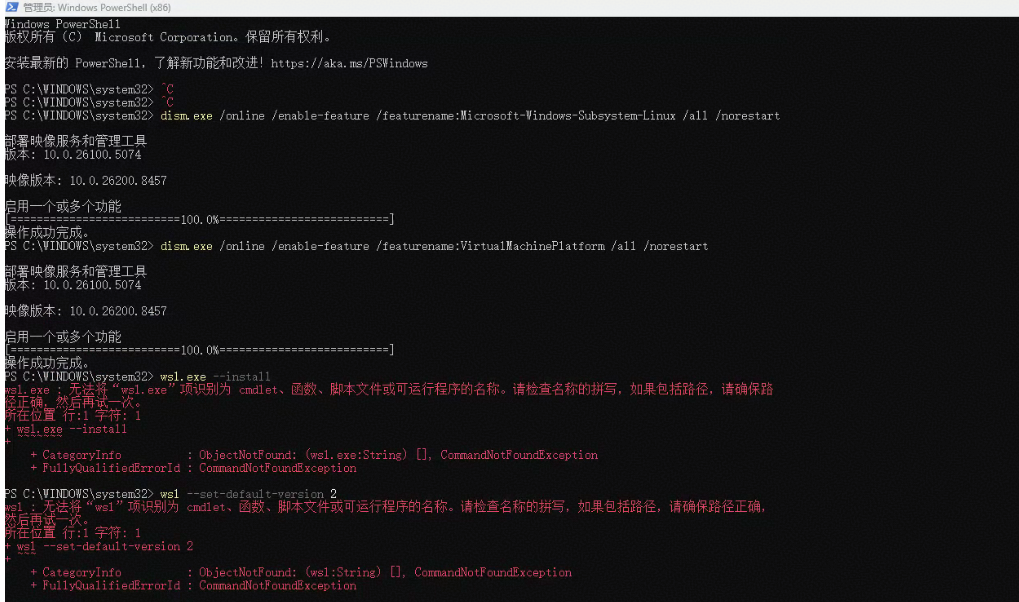 管理员: Windows PowerShell (x86)
Windows PowerShell
版权所有 (C) Microsoft Corporation。保留所有权利。
安装最新的 PowerShell，了解新功能和改进！https://aka.ms/PSWindows
PS C:\WINDOWS\system32> ^C
PS C:\WINDOWS\system32> ^C
PS C:\WINDOWS\system32> dism.exe /online /enable-feature /featurename:Microsoft-Windows-Subsystem-Linux /all /norestart
部署映像服务和管理工具
版本: 10.0.26100.5074
映像版本: 10.0.26200.8457
启用一个或多个功能
[==========================100.0%==========================]
操作成功完成。
PS C:\WINDOWS\system32> dism.exe /online /enable-feature /featurename:VirtualMachinePlatform /all /norestart
部署映像服务和管理工具
版本: 10.0.26100.5074
映像版本: 10.0.26200.8457
启用一个或多个功能
[==========================100.0%==========================]
操作成功完成。
PS C:\WINDOWS\system32> wsl.exe --install
wsl.exe : 无法将“wsl.exe”项识别为 cmdlet、函数、脚本文件或可运行程序的名称。请检查名称的拼写，如果包括路径，请确保路
径正确，然后再试一次。
所在位置 行:1 字符: 1
+ wsl.exe --install
+ ~~~~~~~
    + CategoryInfo          : ObjectNotFound: (wsl.exe:String) [], CommandNotFoundException
    + FullyQualifiedErrorId : CommandNotFoundException
PS C:\WINDOWS\system32> wsl --set-default-version 2
wsl : 无法将“wsl”项识别为 cmdlet、函数、脚本文件或可运行程序的名称。请检查名称的拼写，如果包括路径，请确保路径正确，
然后再试一次。
所在位置 行:1 字符: 1
+ wsl --set-default-version 2
+ ~~~
    + CategoryInfo          : ObjectNotFound: (wsl:String) [], CommandNotFoundException
    + FullyQualifiedErrorId : CommandNotFoundException